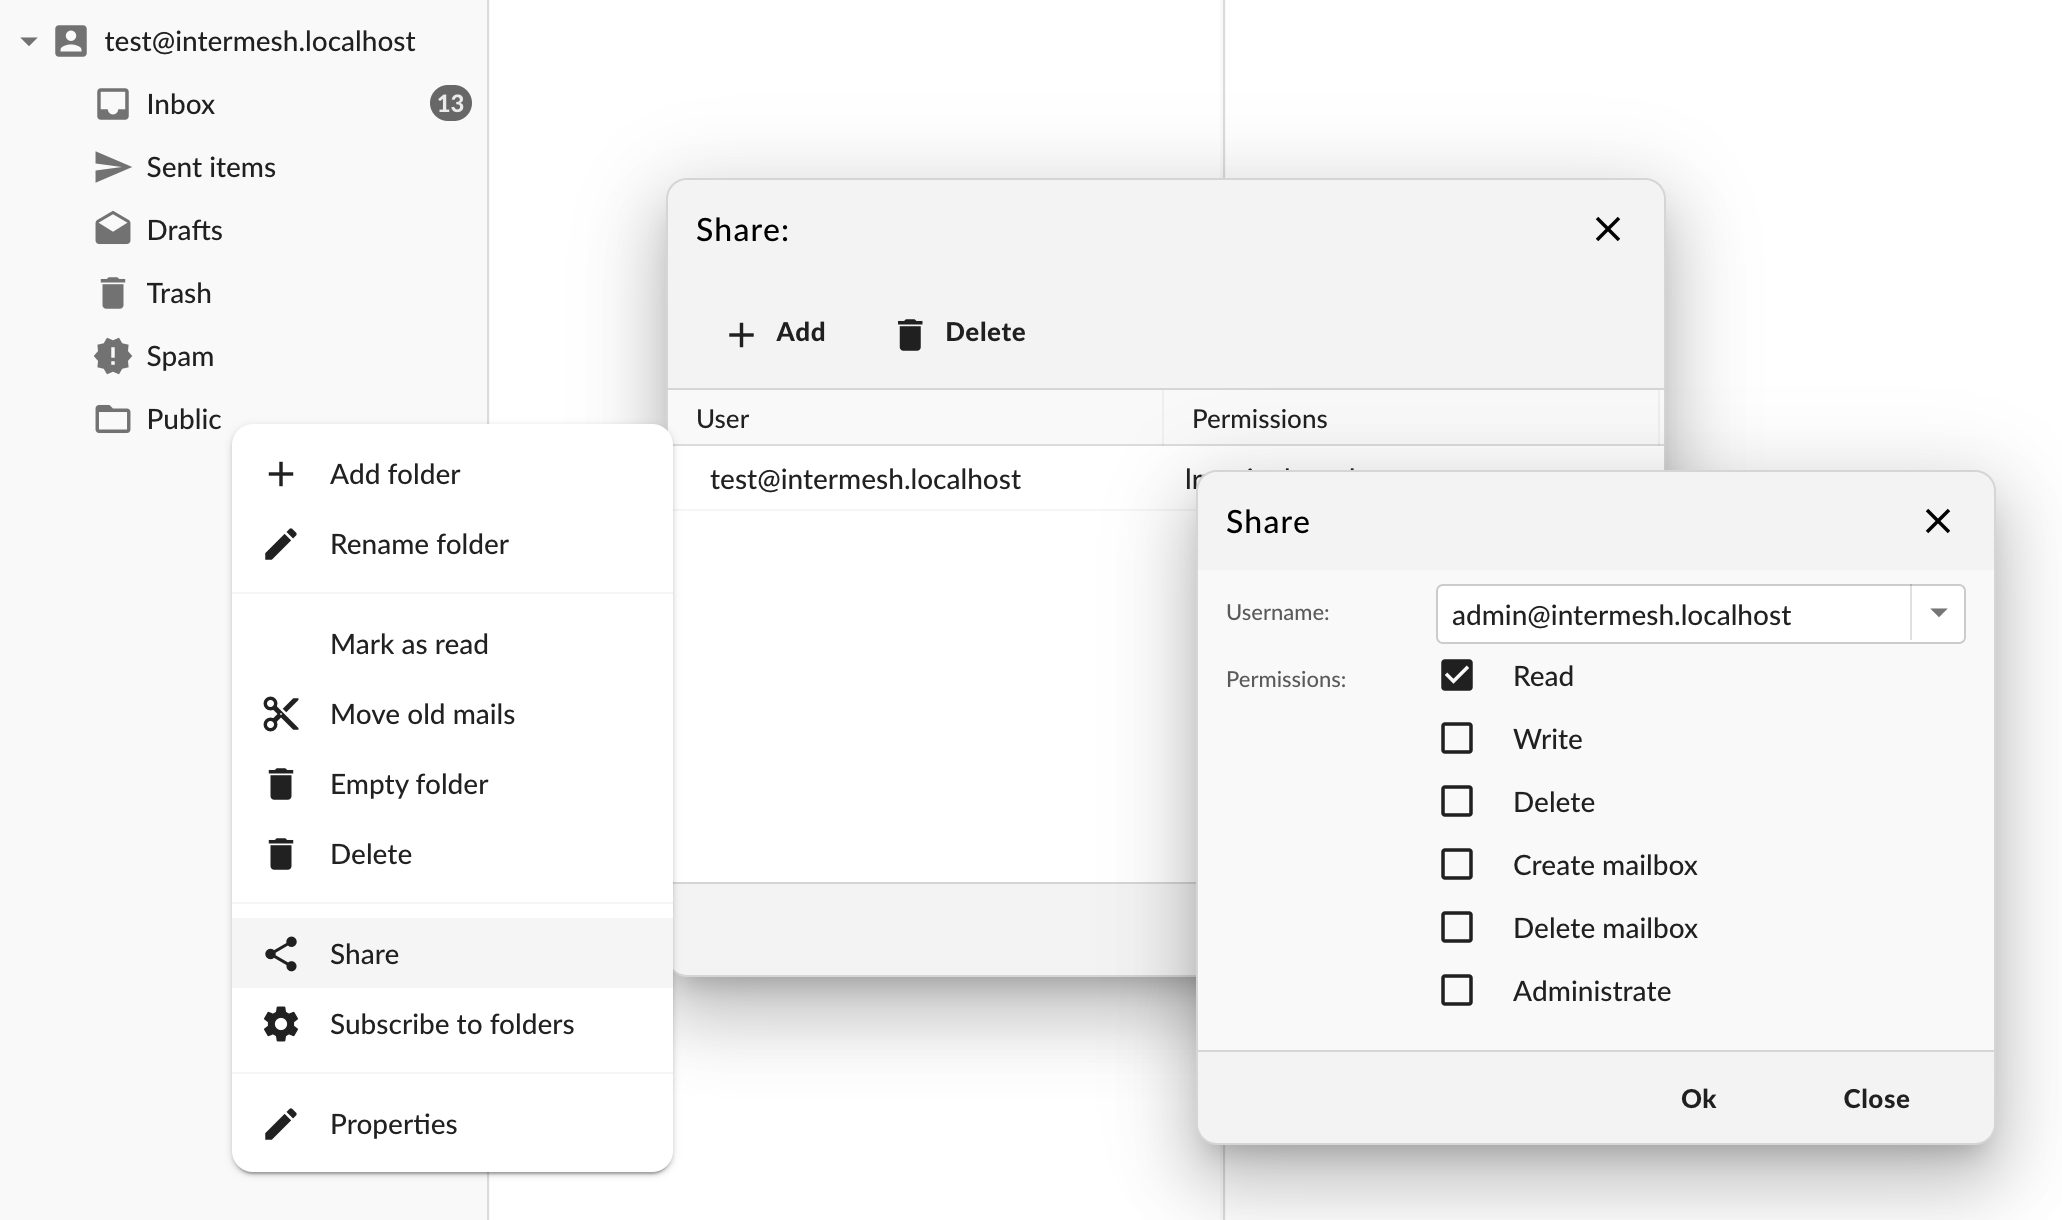 test@intermesh.localhost
Inbox 13
Sent items
Drafts
Trash
Spam
Public
Add folder
Rename folder
Mark as read
Move old mails
Empty folder
Delete
Share
Subscribe to folders
Properties
Share:
Add Delete
User Permissions
test@intermesh.localhost
Share
Username: admin@intermesh.localhost
Permissions: Read
Write
Delete
Create mailbox
Delete mailbox
Administrate
Ok Close